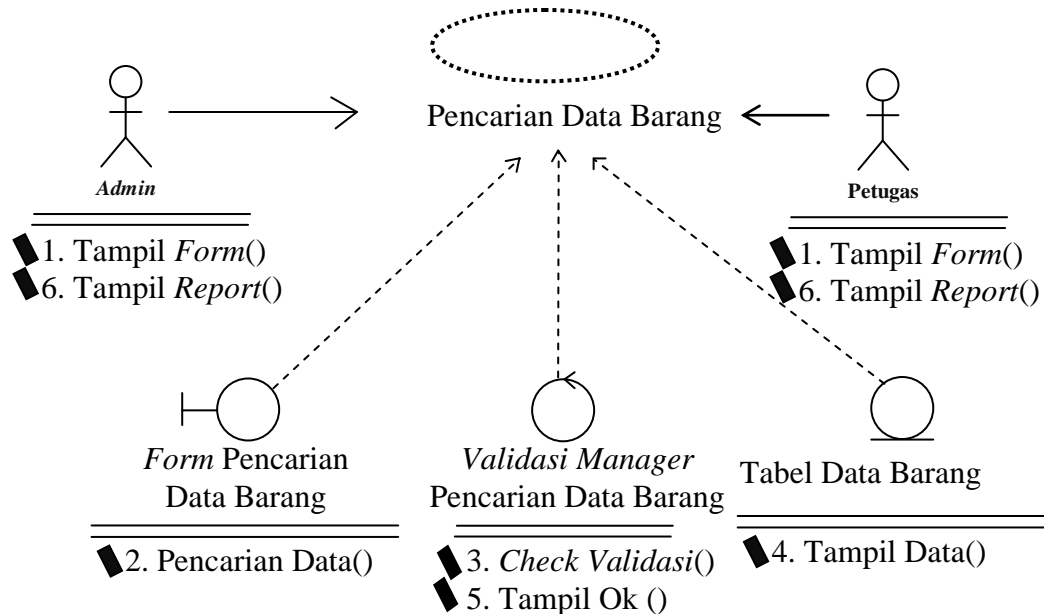 Pencarian Data Barang
Admin
1. Tampil Form()
6. Tampil Report()
Petugas
1. Tampil Form()
6. Tampil Report()
Form Pencarian
Data Barang
2. Pencarian Data()
Validasi Manager
Pencarian Data Barang
3. Check Validasi()
5. Tampil Ok ()
Tabel Data Barang
4. Tampil Data()